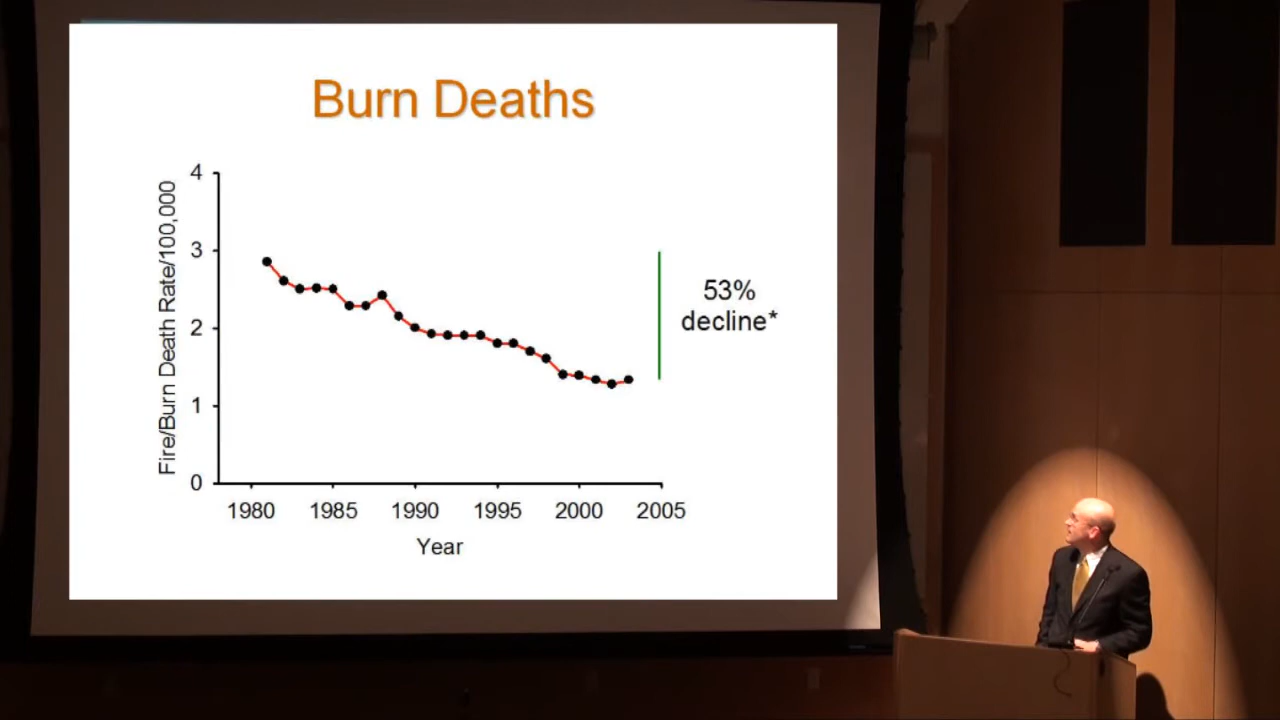 Burn Deaths
Fire/Burn Death Rate/100,000
4
3
2
1
0
1980 1985 1990 1995 2000 2005
Year
53%
decline*